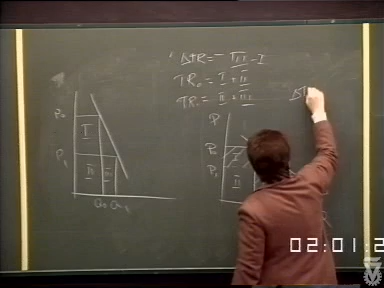 ΔTR = III - I
TR₀ = I + II
TR₁ = II + III
ΔT
P
P₀
I
P₁
II III
Q₀ Q₁
P₀
I
P₁
II
02:01:2